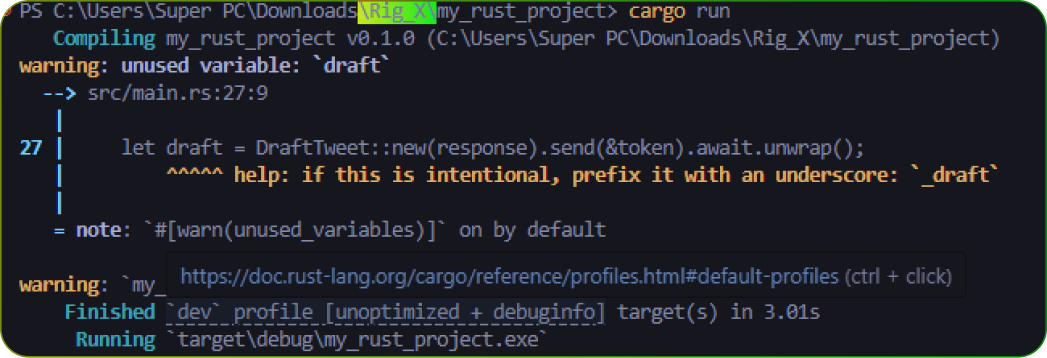 PS C:\Users\Super PC\Downloads\Rig_X\my_rust_project> cargo run
Compiling my_rust_project v0.1.0 (C:\Users\Super PC\Downloads\Rig_X\my_rust_project)
warning: unused variable: `draft`
--> src/main.rs:27:9
|
27 | let draft = DraftTweet::new(response).send(&token).await.unwrap();
| ^^^^^ help: if this is intentional, prefix it with an underscore: `_draft`
|
= note: `#[warn(unused_variables)]` on by default
https://doc.rust-lang.org/cargo/reference/profiles.html#default-profiles (ctrl + click)
warning: `my_
Finished `dev` profile [unoptimized + debuginfo] target(s) in 3.01s
Running `target\debug\my_rust_project.exe`